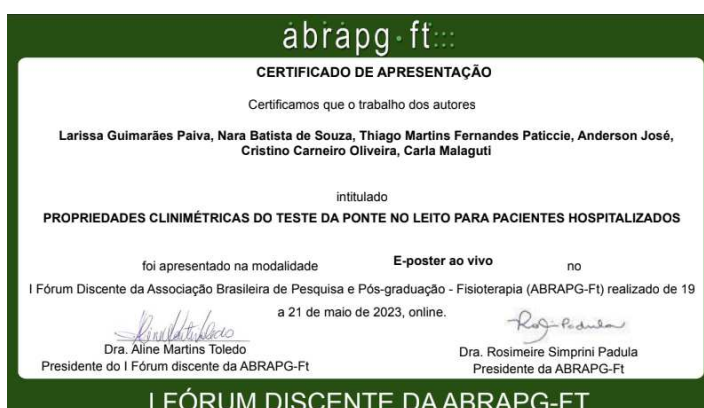 abrapg·ft:::
CERTIFICADO DE APRESENTAÇÃO
Certificamos que o trabalho dos autores
Larissa Guimarães Paiva, Nara Batista de Souza, Thiago Martins Fernandes Paticcie, Anderson José,
Cristino Carneiro Oliveira, Carla Malaguti
intitulado
PROPRIEDADES CLINIMÉTRICAS DO TESTE DA PONTE NO LEITO PARA PACIENTES HOSPITALIZADOS
foi apresentado na modalidade E-poster ao vivo no
I Fórum Discente da Associação Brasileira de Pesquisa e Pós-graduação - Fisioterapia (ABRAPG-Ft) realizado de 19
a 21 de maio de 2023, online.
Dra. Aline Martins Toledo
Presidente do I Fórum discente da ABRAPG-Ft
Dra. Rosimeire Simprini Padula
Presidente da ABRAPG-Ft
I FÓRUM DISCENTE DA ABRAPG-FT